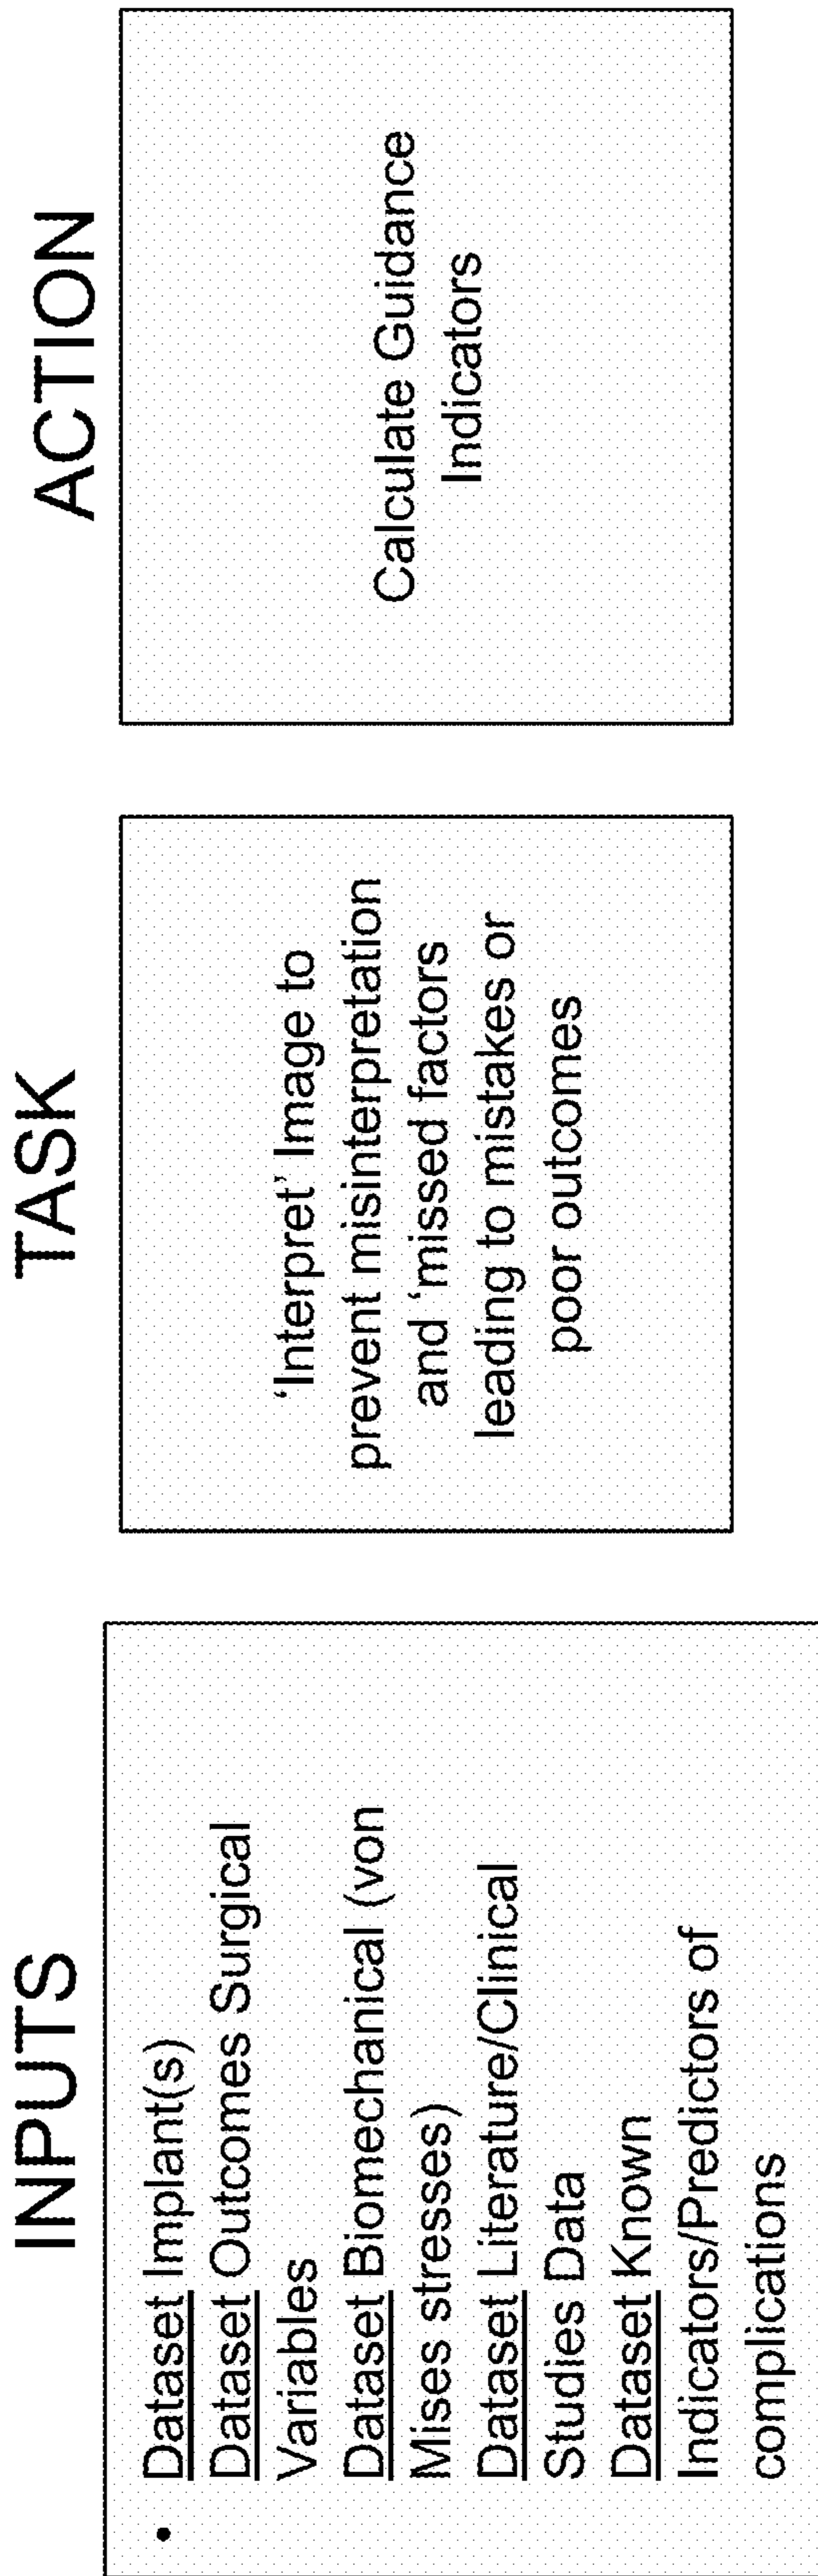 INPUTS
• Dataset Implant(s)
Dataset Outcomes Surgical
Variables
Dataset Biomechanical (von
Mises stresses)
Dataset Literature/Clinical
Studies Data
Dataset Known
Indicators/Predictors of
complications
TASK
‘Interpret’ Image to
prevent misinterpretation
and ‘missed factors
leading to mistakes or
poor outcomes
ACTION
Calculate Guidance
Indicators